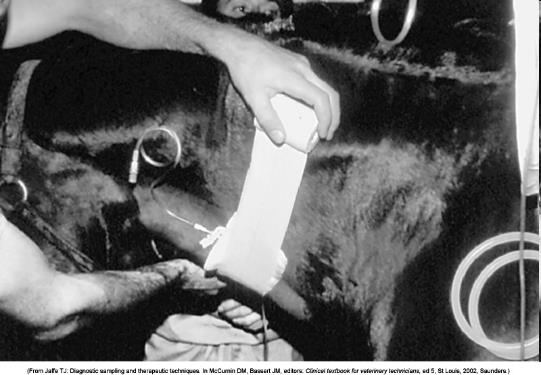 (From Jaffe TJ: Diagnostic sampling and therapeutic techniques. In McCurnin DM, Bassert JM, editors: Clinical textbook for veterinary technicians, ed 5, St Louis, 2002, Saunders.)